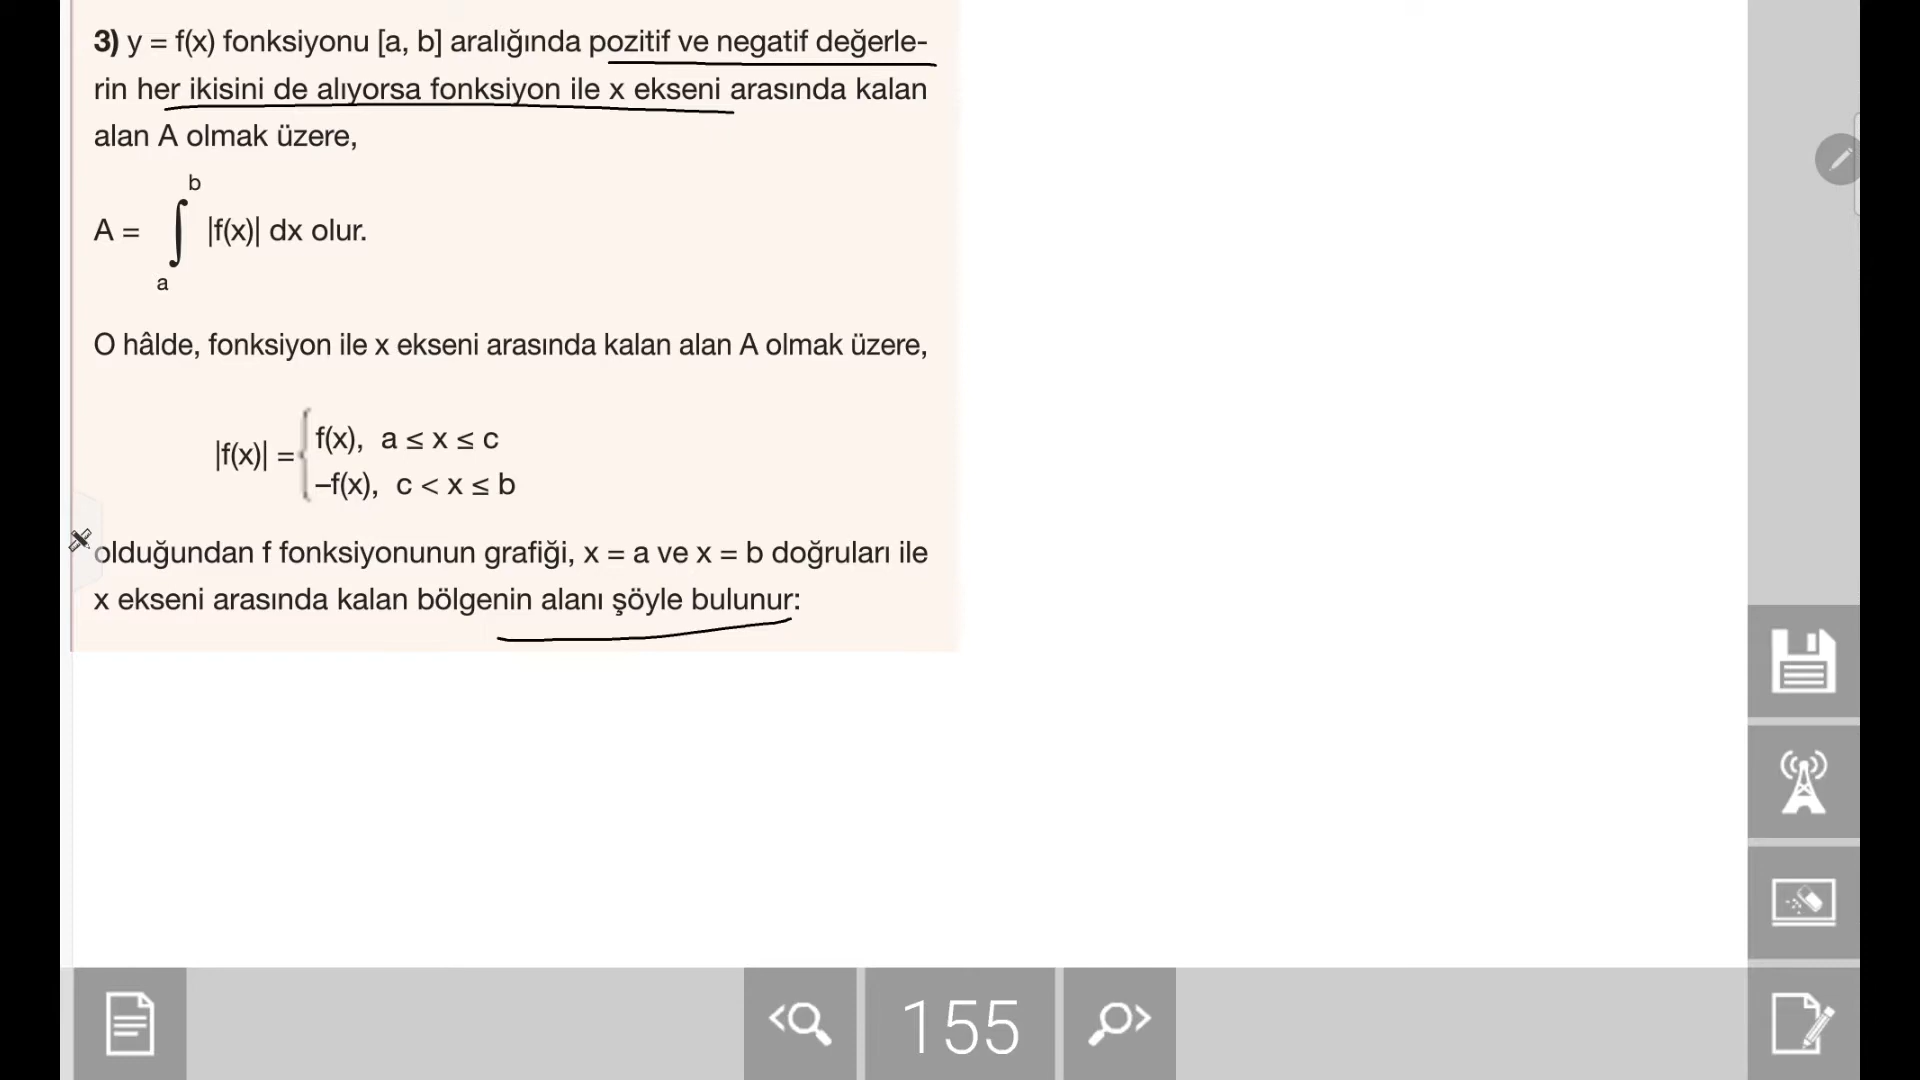 3) y = f(x) fonksiyonu [a, b] aralığında pozitif ve negatif değerle-
rin her ikisini de alıyorsa fonksiyon ile x ekseni arasında kalan
alan A olmak üzere,
b
A = ∫ |f(x)| dx olur.
a
O hâlde, fonksiyon ile x ekseni arasında kalan alan A olmak üzere,
f(x), a ≤ x ≤ c
|f(x)| = {
–f(x), c < x ≤ b
olduğundan f fonksiyonunun grafiği, x = a ve x = b doğruları ile
x ekseni arasında kalan bölgenin alanı şöyle bulunur:
155